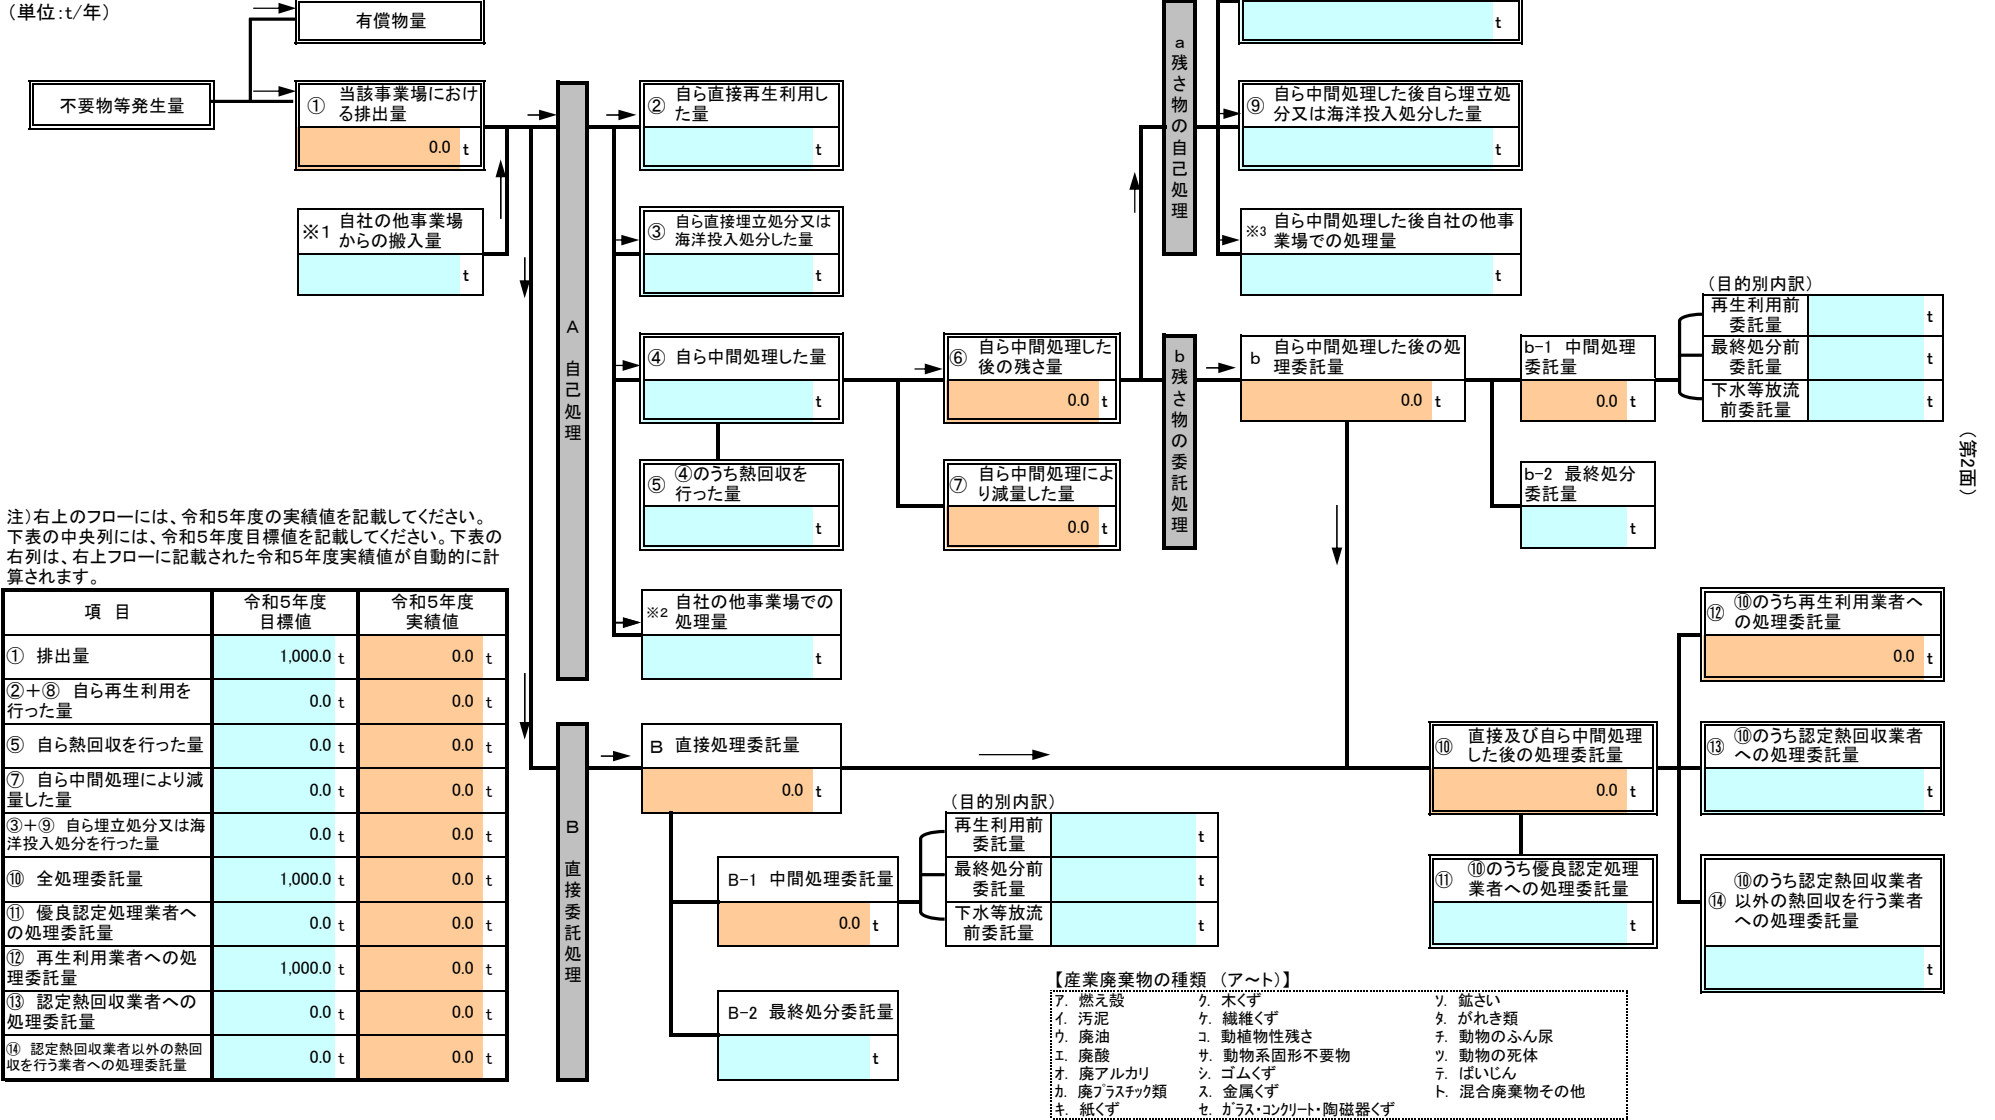 (単位:t/年)
有償物量
不要物等発生量
① 当該事業場におけ
る排出量
0.0 t
※1 自社の他事業場
からの搬入量
t
A 自己処理
② 自ら直接再生利用し
た量
t
③ 自ら直接埋立処分又は
海洋投入処分した量
t
④ 自ら中間処理した量
t
⑤ ④のうち熱回収を
行った量
t
※2 自社の他事業場での
処理量
t
⑥ 自ら中間処理した
後の残さ量
0.0 t
⑦ 自ら中間処理によ
り減量した量
0.0 t
a残さ物の自己処理
t
⑨ 自ら中間処理した後自ら埋立処
分又は海洋投入処分した量
t
※3 自ら中間処理した後自社の他事
業場での処理量
t
b残さ物の委託処理
b 自ら中間処理した後の処
理委託量
0.0 t
b-1 中間処理
委託量
0.0 t
b-2 最終処分
委託量
t
(目的別内訳)
再生利用前
委託量
t
最終処分前
委託量
t
下水等放流
前委託量
t
(第2面)
注)右上のフローには、令和5年度の実績値を記載してください。
下表の中央列には、令和5年度目標値を記載してください。下表の
右列は、右上フローに記載された令和5年度実績値が自動的に計
算されます。
項 目
令和5年度
目標値
令和5年度
実績値
① 排出量
1,000.0 t
0.0 t
②+⑧ 自ら再生利用を
行った量
0.0 t
0.0 t
⑤ 自ら熱回収を行った量
0.0 t
0.0 t
⑦ 自ら中間処理により減
量した量
0.0 t
0.0 t
③+⑨ 自ら埋立処分又は海
洋投入処分を行った量
0.0 t
0.0 t
⑩ 全処理委託量
1,000.0 t
0.0 t
⑪ 優良認定処理業者へ
の処理委託量
0.0 t
0.0 t
⑫ 再生利用業者への処
理委託量
1,000.0 t
0.0 t
⑬ 認定熱回収業者への
処理委託量
0.0 t
0.0 t
⑭ 認定熱回収業者以外の熱回
収を行う業者への処理委託量
0.0 t
0.0 t
B 直接委託処理
B 直接処理委託量
0.0 t
B-1 中間処理委託量
0.0 t
B-2 最終処分委託量
t
(目的別内訳)
再生利用前
委託量
t
最終処分前
委託量
t
下水等放流
前委託量
t
⑩ 直接及び自ら中間処理
した後の処理委託量
0.0 t
⑪ ⑩のうち優良認定処理
業者への処理委託量
t
⑫ ⑩のうち再生利用業者へ
の処理委託量
0.0 t
⑬ ⑩のうち認定熱回収業者
への処理委託量
t
⑭ ⑩のうち認定熱回収業者
以外の熱回収を行う業者
への処理委託量
t
【産業廃棄物の種類 (ア~ト)】
ア. 燃え殻 ク. 木くず ソ. 鉱さい
イ. 汚泥 ケ. 繊維くず タ. がれき類
ウ. 廃油 コ. 動植物性残さ チ. 動物のふん尿
エ. 廃酸 サ. 動物系固形不要物 ツ. 動物の死体
オ. 廃アルカリ シ. ゴムくず テ. ばいじん
カ. 廃プラスチック類 ス. 金属くず ト. 混合廃棄物その他
キ. 紙くず セ. ガラス・コンクリート・陶磁器くず